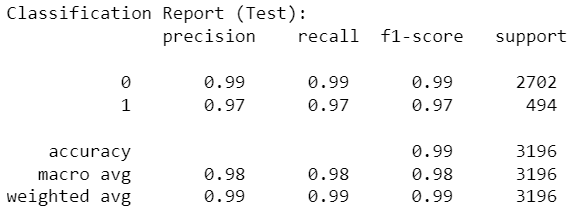 Classification Report (Test):
precision recall f1-score support
0 0.99 0.99 0.99 2702
1 0.97 0.97 0.97 494
accuracy 0.99 3196
macro avg 0.98 0.98 0.98 3196
weighted avg 0.99 0.99 0.99 3196